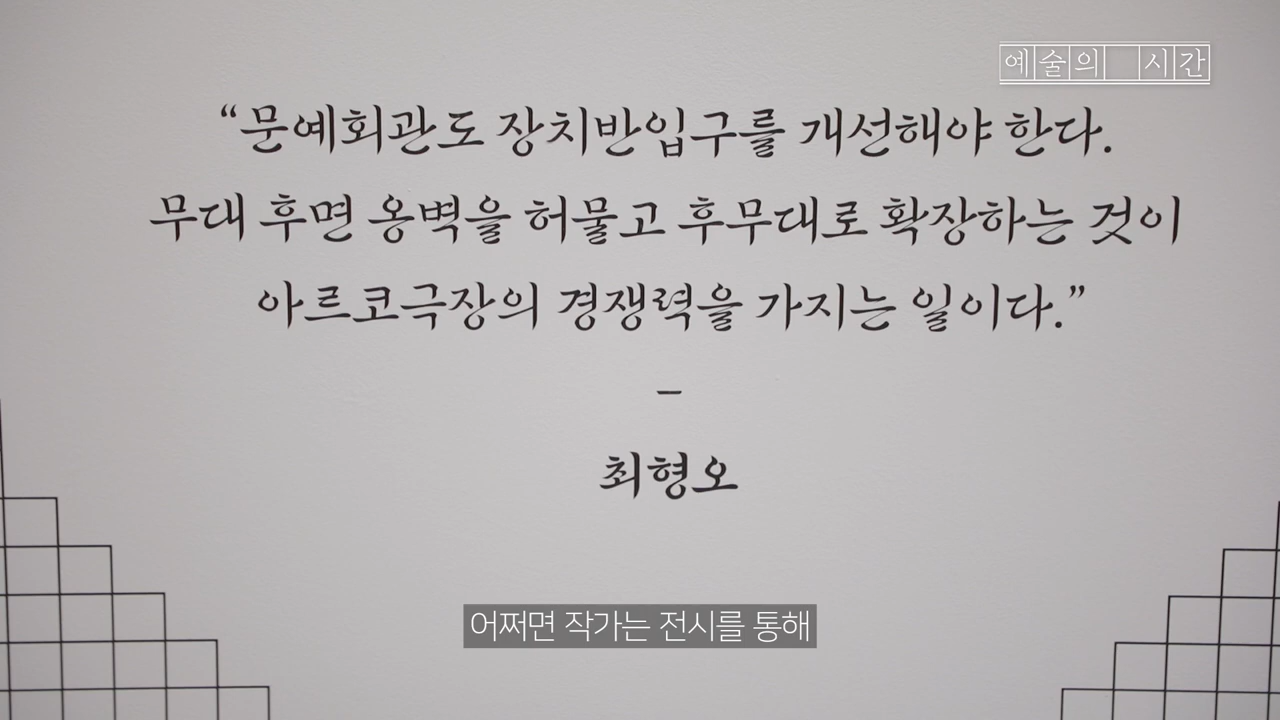 예술의 시간
“문예회관도 장치반입구를 개선해야 한다.
무대 후면 옹벽을 허물고 후무대로 확장하는 것이
아르코극장의 경쟁력을 가지는 일이다.”
–
최형오
어쩌면 작가는 전시를 통해